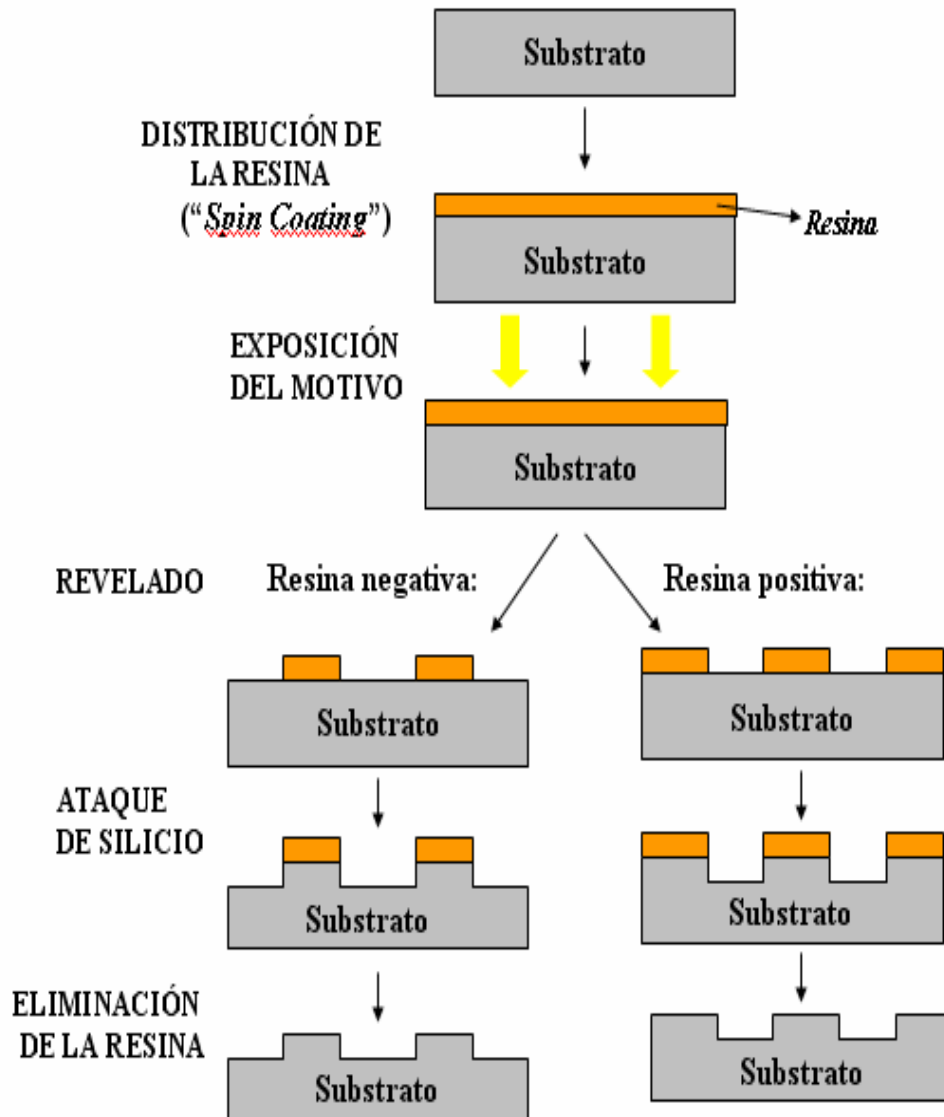 Substrato
DISTRIBUCIÓN DE
LA RESINA
(“Spin Coating”)
Resina
Substrato
EXPOSICIÓN
DEL MOTIVO
Substrato
REVELADO
Resina negativa:
Resina positiva:
Substrato
Substrato
ATAQUE
DE SILICIO
Substrato
Substrato
ELIMINACIÓN
DE LA RESINA
Substrato
Substrato